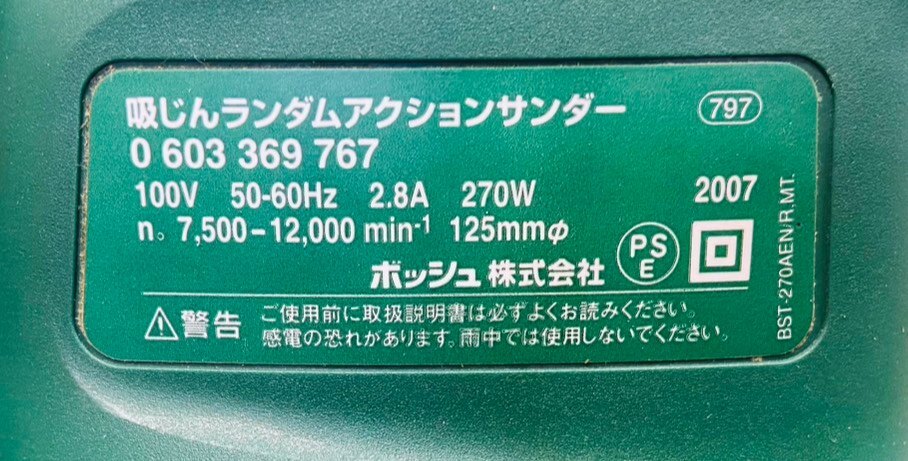 吸じんランダムアクションサンダー 797
0 603 369 767
100V 50-60Hz 2.8A 270W 2007
n。 7,500-12,000 min-1 125mmφ
ボッシュ株式会社 PSE
⚠警告 ご使用前に取扱説明書は必ずよくお読みください。
感電の恐れがあります。雨中では使用しないでください。
BST-270AEN/R.MT.